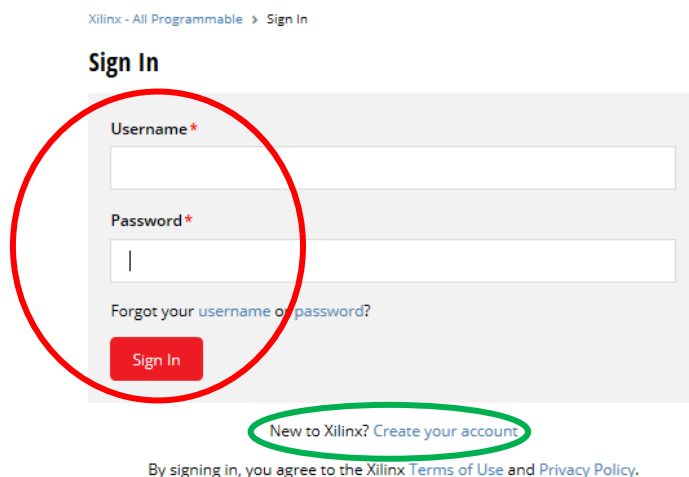 Xilinx - All Programmable > Sign In
Sign In
Username*
Password*
Forgot your username or password?
Sign In
New to Xilinx? Create your account
By signing in, you agree to the Xilinx Terms of Use and Privacy Policy.